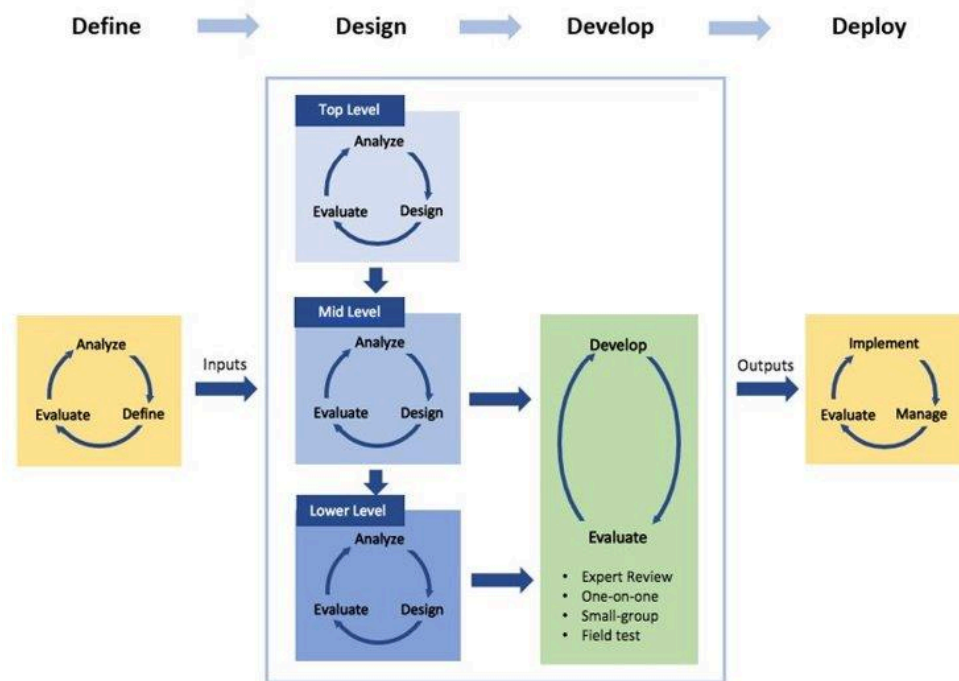 Define
Design
Develop
Deploy
Analyze
Evaluate
Define
Inputs
Top Level
Analyze
Evaluate
Design
Mid Level
Analyze
Evaluate
Design
Lower Level
Analyze
Evaluate
Design
Develop
Evaluate
• Expert Review
• One-on-one
• Small-group
• Field test
Outputs
Implement
Evaluate
Manage